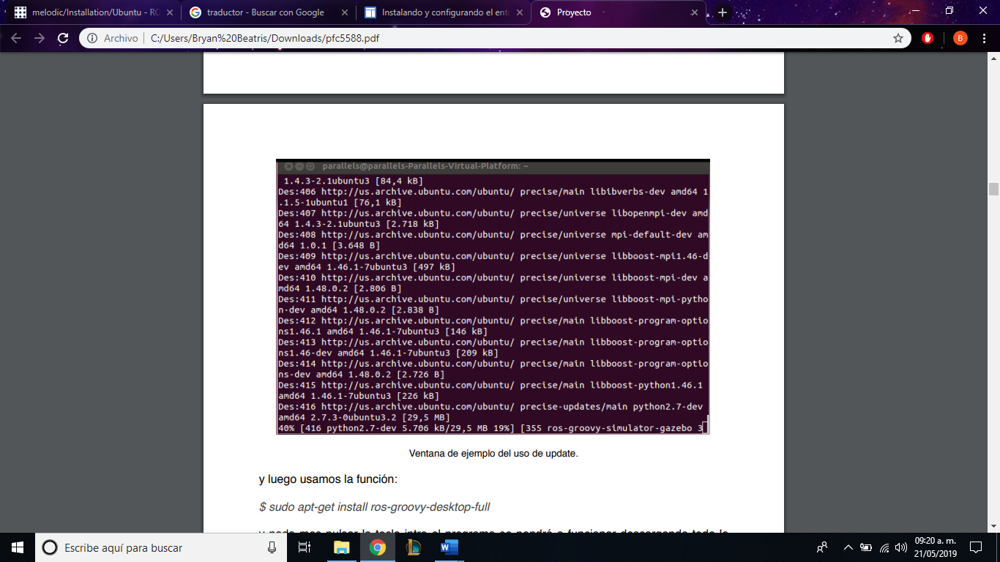 melodic/Installation/Ubuntu - RO
traductor - Buscar con Google
Instalando y configurando el ent
Proyecto
Archivo
C:/Users/Bryan%20Beatris/Downloads/pfc5588.pdf
B
parallels@parallels-Parallels-Virtual-Platform: ~
1.4.3-2.1ubuntu3 [84,4 kB]
Des:406 http://us.archive.ubuntu.com/ubuntu/ precise/main libibverbs-dev amd64 1
.1.5-1ubuntu1 [76,1 kB]
Des:407 http://us.archive.ubuntu.com/ubuntu/ precise/universe libopenmpi-dev amd
64 1.4.3-2.1ubuntu3 [2.718 kB]
Des:408 http://us.archive.ubuntu.com/ubuntu/ precise/universe mpi-default-dev am
d64 1.0.1 [3.648 B]
Des:409 http://us.archive.ubuntu.com/ubuntu/ precise/universe libboost-mpi1.46-d
ev amd64 1.46.1-7ubuntu3 [497 kB]
Des:410 http://us.archive.ubuntu.com/ubuntu/ precise/universe libboost-mpi-dev a
md64 1.48.0.2 [2.806 B]
Des:411 http://us.archive.ubuntu.com/ubuntu/ precise/universe libboost-mpi-pytho
n-dev amd64 1.48.0.2 [2.838 B]
Des:412 http://us.archive.ubuntu.com/ubuntu/ precise/main libboost-program-optio
ns1.46.1 amd64 1.46.1-7ubuntu3 [146 kB]
Des:413 http://us.archive.ubuntu.com/ubuntu/ precise/main libboost-program-optio
ns1.46-dev amd64 1.46.1-7ubuntu3 [209 kB]
Des:414 http://us.archive.ubuntu.com/ubuntu/ precise/main libboost-program-optio
ns-dev amd64 1.48.0.2 [2.726 B]
Des:415 http://us.archive.ubuntu.com/ubuntu/ precise/main libboost-python1.46.1
amd64 1.46.1-7ubuntu3 [226 kB]
Des:416 http://us.archive.ubuntu.com/ubuntu/ precise-updates/main python2.7-dev
amd64 2.7.3-0ubuntu3.2 [29,5 MB]
40% [416 python2.7-dev 5.706 kB/29,5 MB 19%] [355 ros-groovy-simulator-gazebo 3
Ventana de ejemplo del uso de update.
y luego usamos la función:
$ sudo apt-get install ros-groovy-desktop-full
y nada mas pulsar la tecla intro el programa se pondrá a funcionar descargando todo lo
Escribe aquí para buscar
09:20 a. m.
21/05/2019